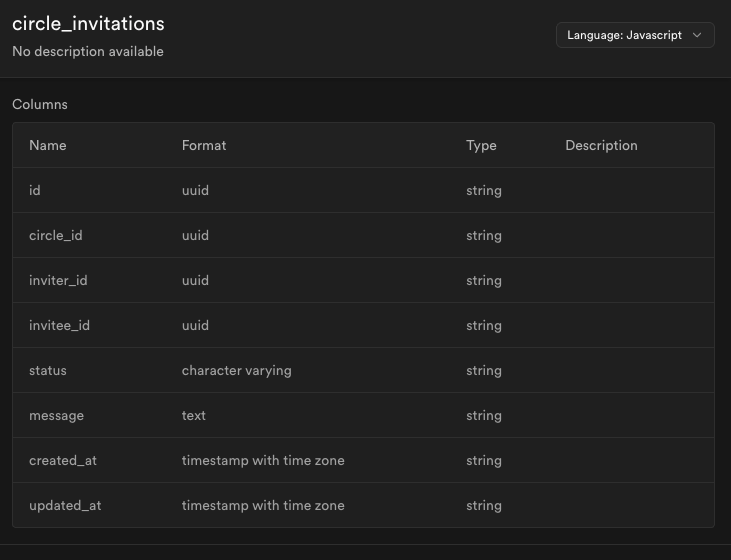 circle_invitations
No description available
Language: Javascript
Columns
Name Format Type Description
id uuid string
circle_id uuid string
inviter_id uuid string
invitee_id uuid string
status character varying string
message text string
created_at timestamp with time zone string
updated_at timestamp with time zone string